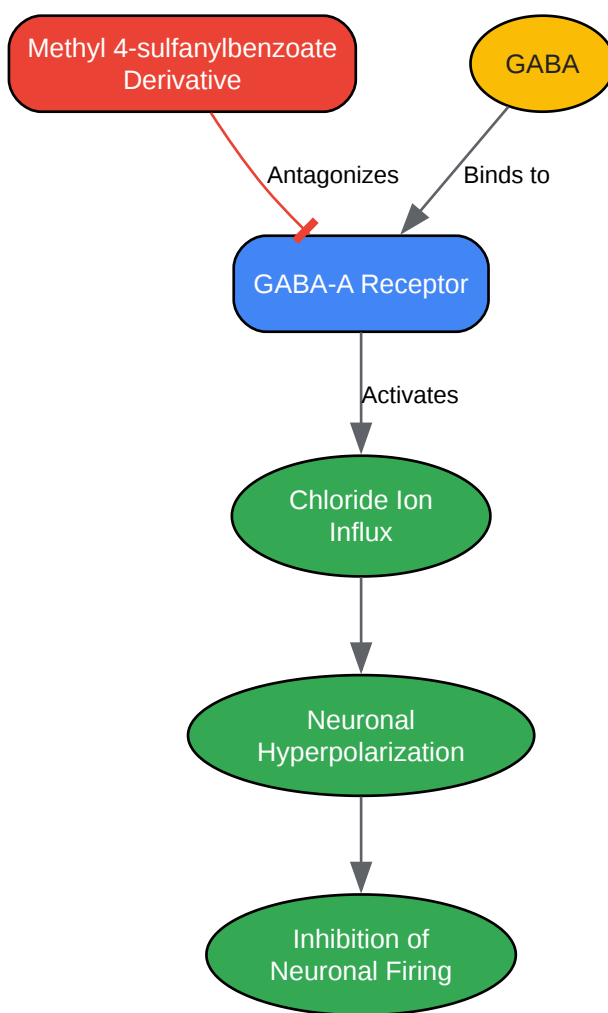 Methyl 4-sulfanylbenzoate
Derivative
GABA
Antagonizes
Binds to
GABA-A Receptor
Activates
Chloride Ion
Influx
Neuronal
Hyperpolarization
Inhibition of
Neuronal Firing